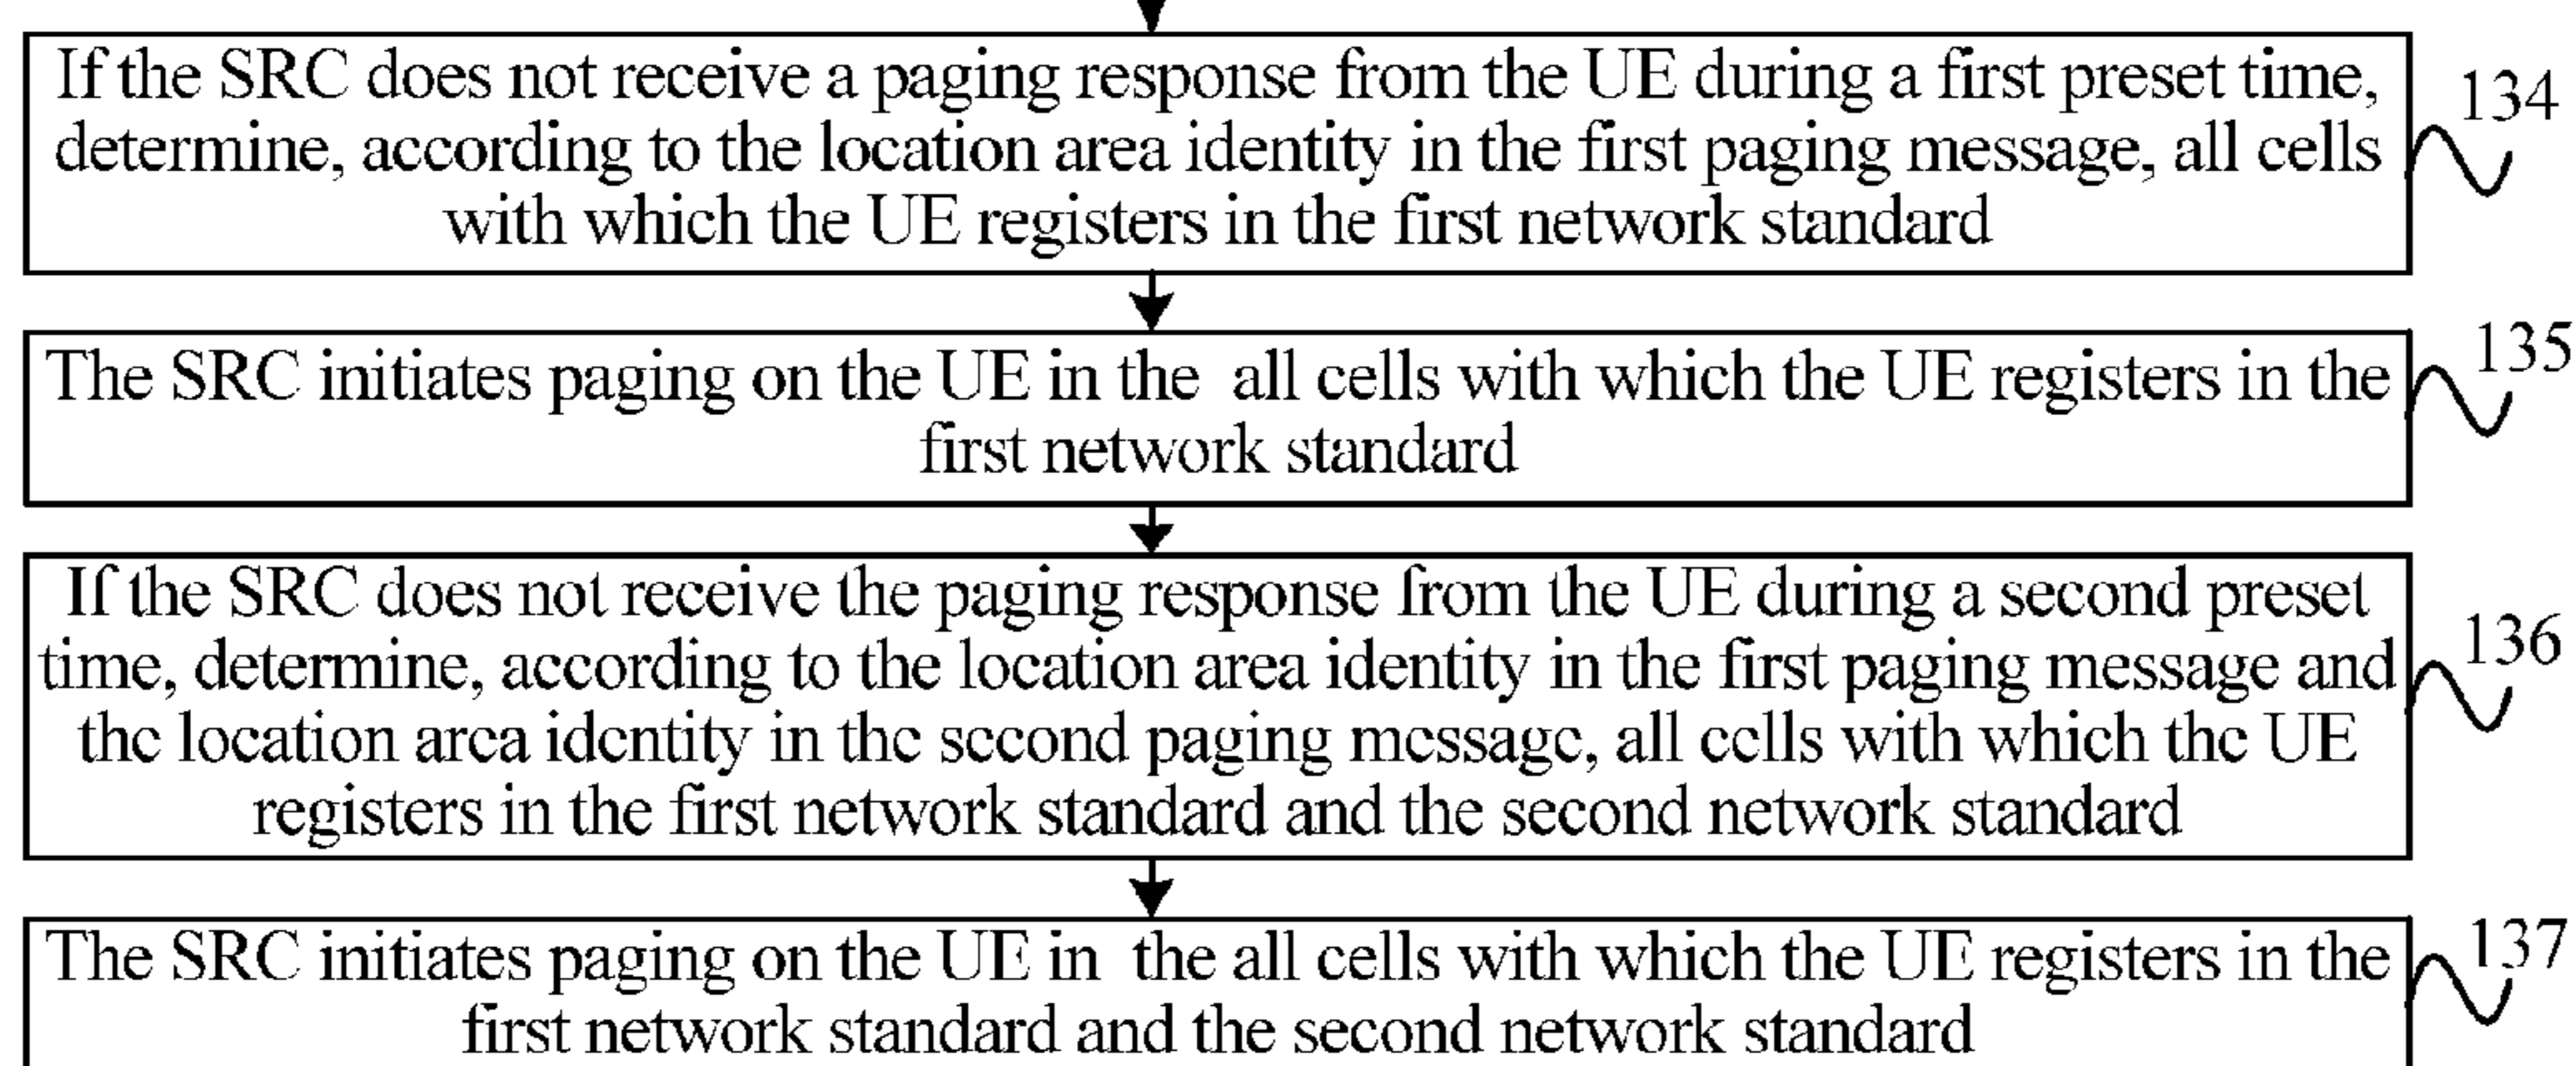 If the SRC does not receive a paging response from the UE during a first preset time,
determine, according to the location area identity in the first paging message, all cells
with which the UE registers in the first network standard
134
The SRC initiates paging on the UE in the all cells with which the UE registers in the
first network standard
135
If the SRC does not receive the paging response from the UE during a second preset
time, determine, according to the location area identity in the first paging message and
the location area identity in the second paging message, all cells with which the UE
registers in the first network standard and the second network standard
136
The SRC initiates paging on the UE in the all cells with which the UE registers in the
first network standard and the second network standard
137